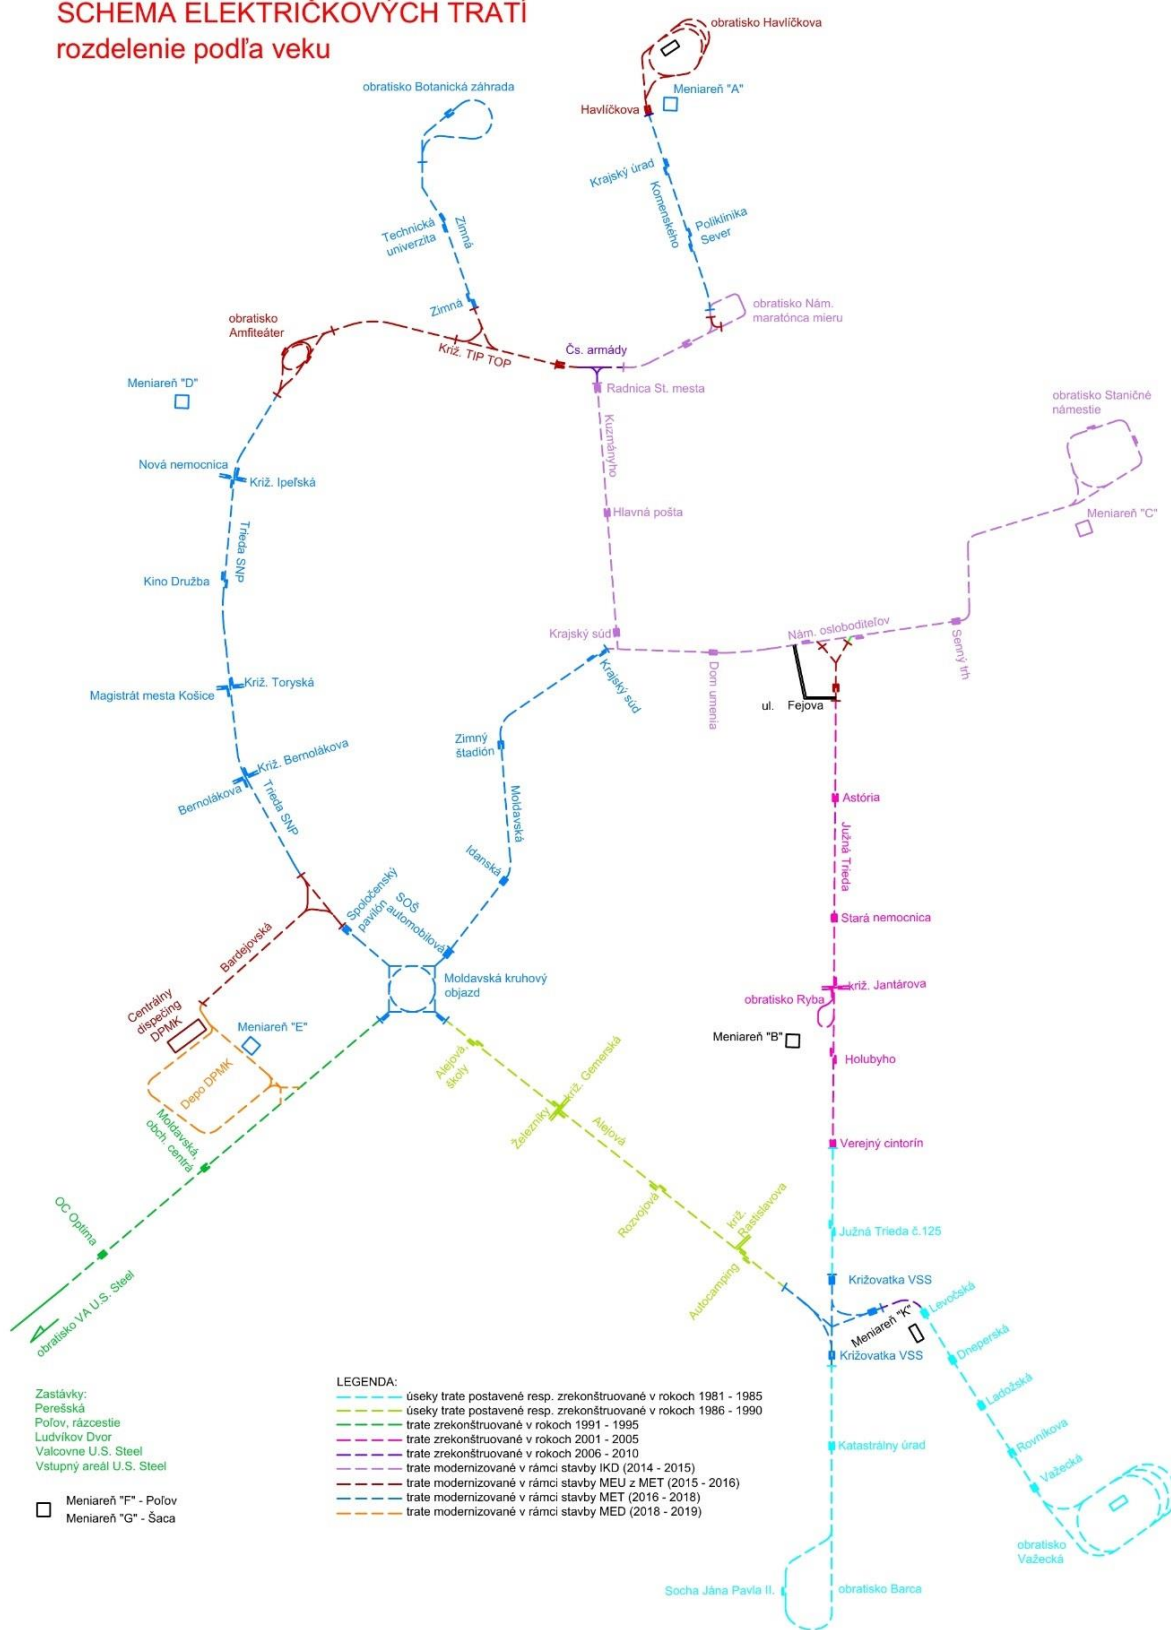 SCHEMA ELEKTRIČKOVÝCH TRATÍ
rozdelenie podľa veku
obratisko Havlíčkova
obratisko Botanická záhrada
Meniareň "A"
Havlíčkova
Krajský úrad
Komenského
Poliklinika
Sever
Technická
univerzita
Zimná
Zimná
obratisko Nám.
maratónca mieru
obratisko
Amfiteáter
Križ. TIP TOP
Čs. armády
Meniareň "D"
Radnica St. mesta
obratisko Staničné
námestie
Kuzmányho
Nová nemocnica
Križ. Ipeľská
Hlavná pošta
Meniareň "C"
Trieda SNP
Kino Družba
Krajský súd
Nám. osloboditeľov
Senný trh
Krajský súd
Dom umenia
Križ. Toryská
Magistrát mesta Košice
ul.
Fejova
Zimný
štadión
Križ. Bernolákova
Bernolákova
Trieda SNP
Moldavská
Astória
Južná Trieda
Idanská
Spoločenský
pavilón
SOŠ
automobilová
Stará nemocnica
Bardejovská
Moldavská kruhový
objazd
križ. Jantárova
obratisko Ryba
Centrálny
dispečing
DPMK
Meniareň "E"
Meniareň "B"
Alejová,
školy
križ. Gemerská
Holubyho
Depo DPMK
Železníky
Alejová
Moldavská,
obch. centrá
Verejný cintorín
Rozvojová
križ.
Rastislavova
OC Optima
Južná Trieda č.125
Autocamping
Križovatka VSS
obratisko VA U.S. Steel
Meniareň "K"
Levočská
Križovatka VSS
Dneperská
Ladožská
Rovníkova
Važecká
Katastrálny úrad
obratisko
Važecká
Socha Jána Pavla II.
obratisko Barca
Zastávky:
Perešská
Poľov, rázcestie
Ludvíkov Dvor
Valcovne U.S. Steel
Vstupný areál U.S. Steel
Meniareň "F" - Poľov
Meniareň "G" - Šaca
LEGENDA:
úseky trate postavené resp. zrekonštruované v rokoch 1981 - 1985
úseky trate postavené resp. zrekonštruované v rokoch 1986 - 1990
trate zrekonštruované v rokoch 1991 - 1995
trate zrekonštruované v rokoch 2001 - 2005
trate zrekonštruované v rokoch 2006 - 2010
trate modernizované v rámci stavby IKD (2014 - 2015)
trate modernizované v rámci stavby MEU z MET (2015 - 2016)
trate modernizované v rámci stavby MET (2016 - 2018)
trate modernizované v rámci stavby MED (2018 - 2019)